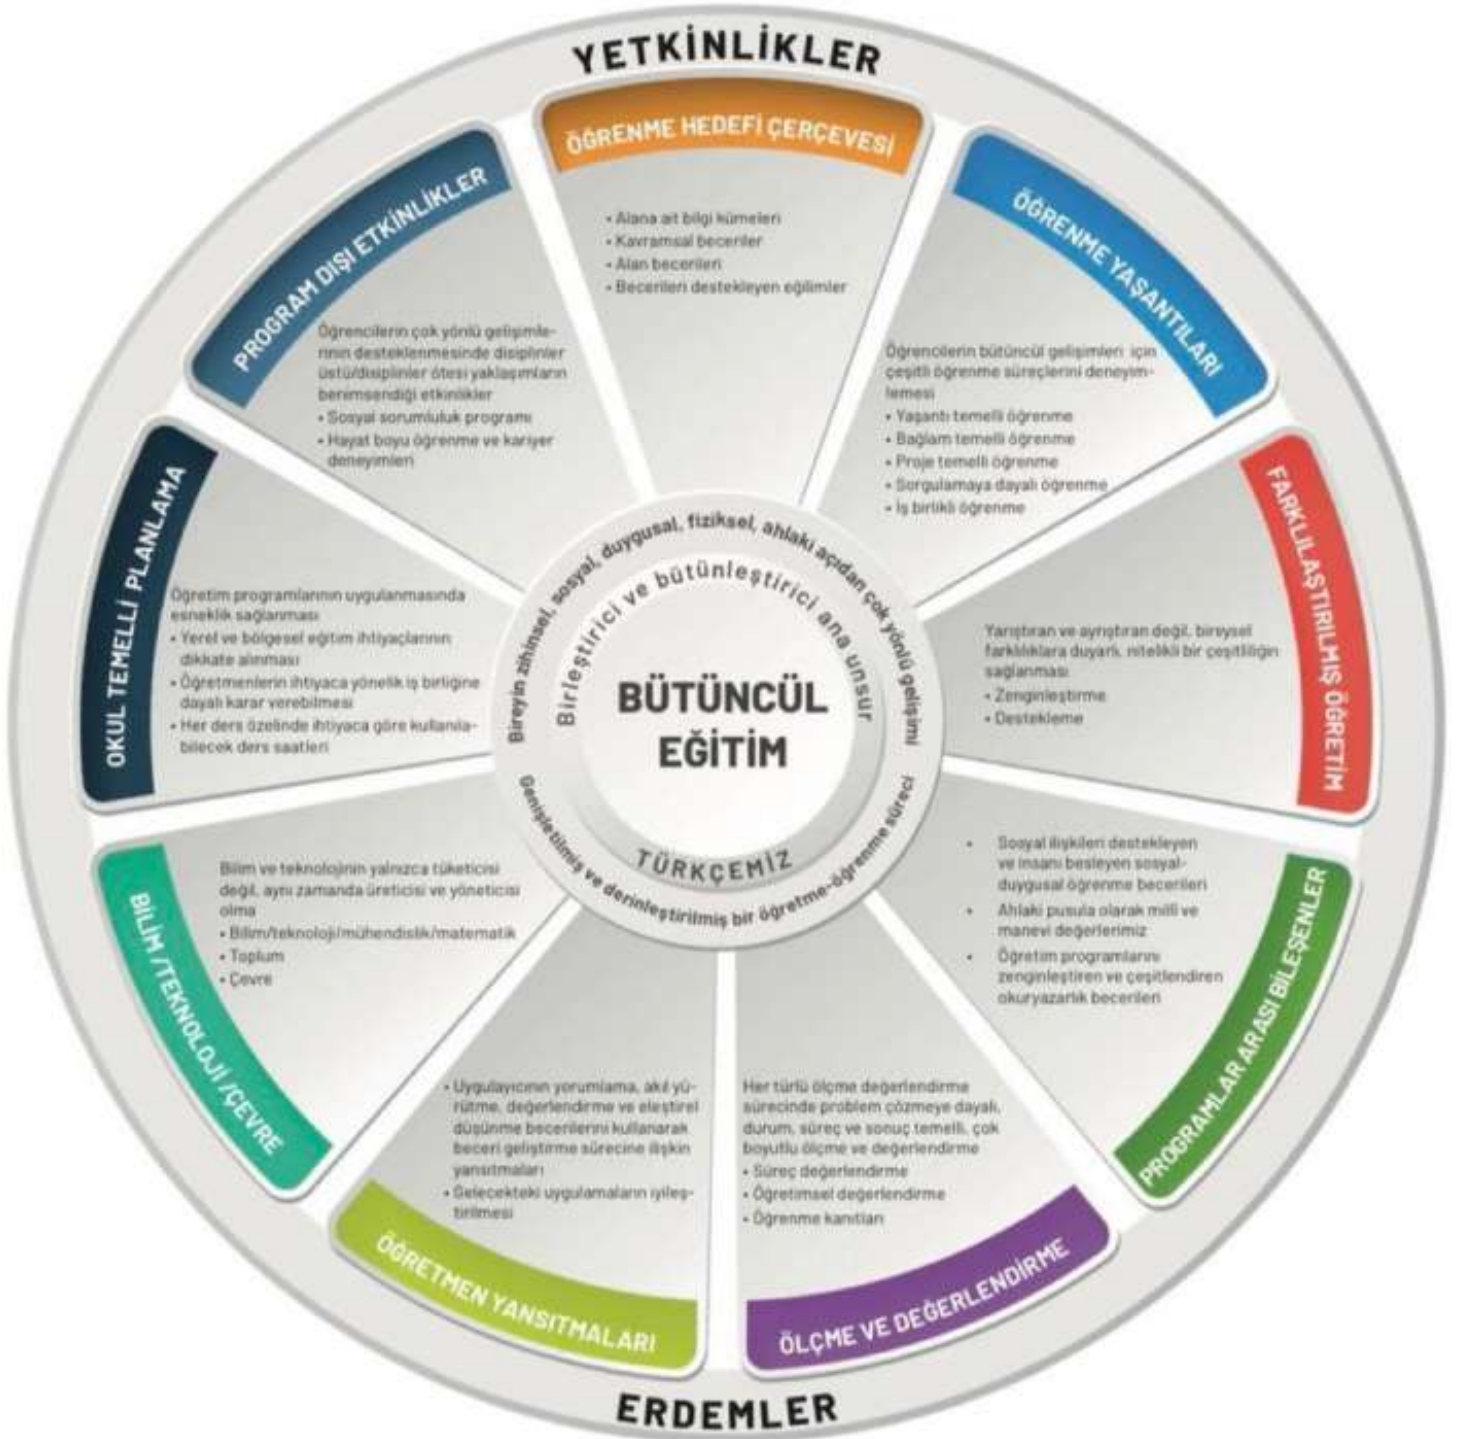 YETKİNLİKLER
ÖĞRENME HEDEFİ ÇERÇEVESİ
• Alana ait bilgi kümeleri
• Kavramsal beceriler
• Alan becerileri
• Becerileri destekleyen eğilimler
ÖĞRENME YAŞANTILARI
Öğrencilerin bütüncül gelişimleri için
çeşitli öğrenme süreçlerini deneyim-
lemesi
• Yaşantı temelli öğrenme
• Bağlam temelli öğrenme
• Proje temelli öğrenme
• Sorgulamaya dayalı öğrenme
• İş birlikli öğrenme
FARKLILAŞTIRILMIŞ ÖĞRETİM
Yarıştıran ve ayrıştıran değil, bireysel
farklılıklara duyarlı, nitelikli bir çeşitliliğin
sağlanması
• Zenginleştirme
• Destekleme
PROGRAMLAR ARASI BİLEŞENLER
• Sosyal ilişkileri destekleyen
ve insanı besleyen sosyal-
duygusal öğrenme becerileri
• Ahlaki pusula olarak millî ve
manevi değerlerimiz
• Öğretim programlarını
zenginleştiren ve çeşitlendiren
okuryazarlık becerileri
ÖLÇME VE DEĞERLENDİRME
Her türlü ölçme değerlendirme
sürecinde problem çözmeye dayalı,
durum, süreç ve sonuç temelli, çok
boyutlu ölçme ve değerlendirme
• Süreç değerlendirme
• Öğretimsel değerlendirme
• Öğrenme kanıtları
ÖĞRETMEN YANSITMALARI
• Uygulayıcının yorumlama, akıl yü-
rütme, değerlendirme ve eleştirel
düşünme becerilerini kullanarak
beceri geliştirme sürecine ilişkin
yansıtmaları
• Gelecekteki uygulamaların iyileş-
tirilmesi
BİLİM /TEKNOLOJİ /ÇEVRE
Bilim ve teknolojinin yalnızca tüketicisi
değil, aynı zamanda üreticisi ve yöneticisi
olma
• Bilim/teknoloji/mühendislik/matematik
• Toplum
• Çevre
OKUL TEMELLİ PLANLAMA
Öğretim programlarının uygulanmasında
esneklik sağlanması
• Yerel ve bölgesel eğitim ihtiyaçlarının
dikkate alınması
• Öğretmenlerin ihtiyaca yönelik iş birliğine
dayalı karar verebilmesi
• Her ders özelinde ihtiyaca göre kullanıla-
bilecek ders saatleri
PROGRAM DIŞI ETKİNLİKLER
Öğrencilerin çok yönlü gelişimle-
rinin desteklenmesinde disiplinler
üstü/disiplinler ötesi yaklaşımların
benimsendiği etkinlikler
• Sosyal sorumluluk programı
• Hayat boyu öğrenme ve kariyer
deneyimleri
Bireyin zihinsel, sosyal, duygusal, fiziksel, ahlaki açıdan çok yönlü gelişimi
Birleştirici ve bütünleştirici ana unsur
BÜTÜNCÜL
EĞİTİM
TÜRKÇEMİZ
Genişletilmiş ve derinleştirilmiş bir öğretme-öğrenme süreci
ERDEMLER